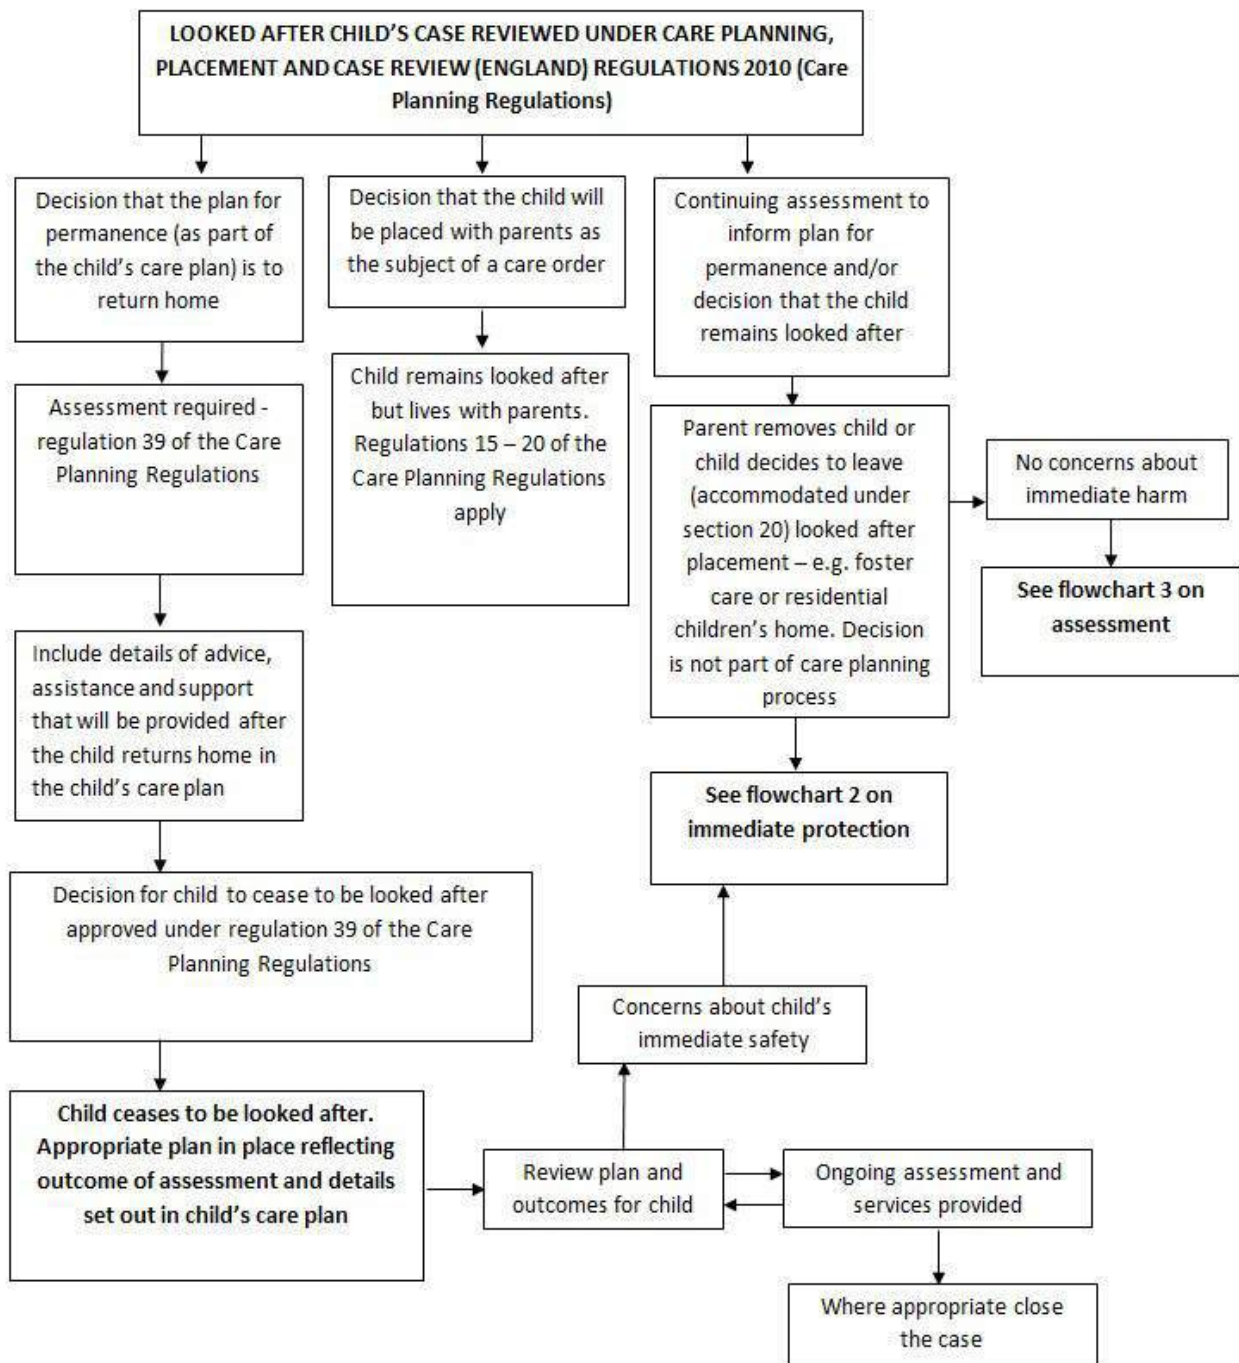 LOOKED AFTER CHILD’S CASE REVIEWED UNDER CARE PLANNING,
PLACEMENT AND CASE REVIEW (ENGLAND) REGULATIONS 2010 (Care
Planning Regulations)
Decision that the plan for
permanence (as part of
the child’s care plan) is to
return home
Decision that the child will
be placed with parents as
the subject of a care order
Continuing assessment to
inform plan for
permanence and/or
decision that the child
remains looked after
Assessment required -
regulation 39 of the Care
Planning Regulations
Child remains looked after
but lives with parents.
Regulations 15 – 20 of the
Care Planning Regulations
apply
Parent removes child or
child decides to leave
(accommodated under
section 20) looked after
placement – e.g. foster
care or residential
children’s home. Decision
is not part of care planning
process
No concerns about
immediate harm
See flowchart 3 on
assessment
Include details of advice,
assistance and support
that will be provided after
the child returns home in
the child’s care plan
See flowchart 2 on
immediate protection
Decision for child to cease to be looked after
approved under regulation 39 of the Care
Planning Regulations
Concerns about child’s
immediate safety
Child ceases to be looked after.
Appropriate plan in place reflecting
outcome of assessment and details
set out in child’s care plan
Review plan and
outcomes for child
Ongoing assessment and
services provided
Where appropriate close
the case